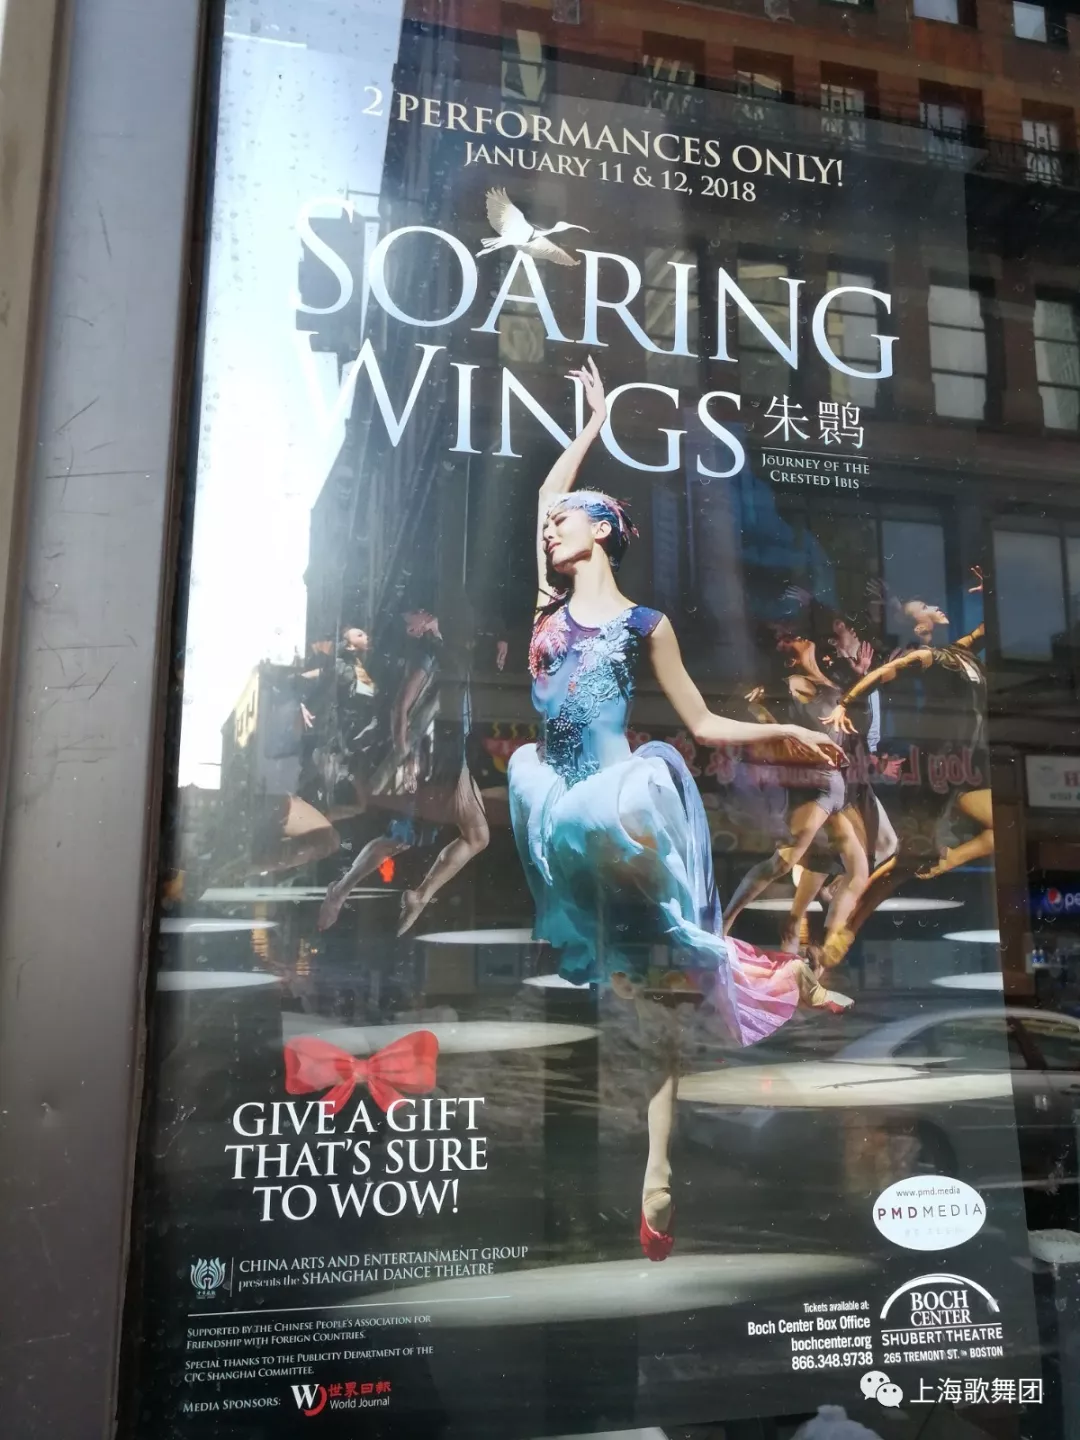 2 PERFORMANCES ONLY!
JANUARY 11 & 12, 2018
SOARING
WINGS
朱鹮
JOURNEY OF THE
CRESTED IBIS
GIVE A GIFT
THAT'S SURE
TO WOW!
CHINA ARTS AND ENTERTAINMENT GROUP
presents the SHANGHAI DANCE THEATRE
SUPPORTED BY THE CHINESE PEOPLE'S ASSOCIATION FOR
FRIENDSHIP WITH FOREIGN COUNTRIES.
SPECIAL THANKS TO THE PUBLICITY DEPARTMENT OF THE
CPC SHANGHAI COMMITTEE.
MEDIA SPONSORS:
W
世界日報
World Journal
www.pmd.media
PMDMEDIA
Tickets available at:
Boch Center Box Office
bochcenter.org
866.348.9738
BOCH
CENTER
SHUBERT THEATRE
265 TREMONT ST. BOSTON
上海歌舞团